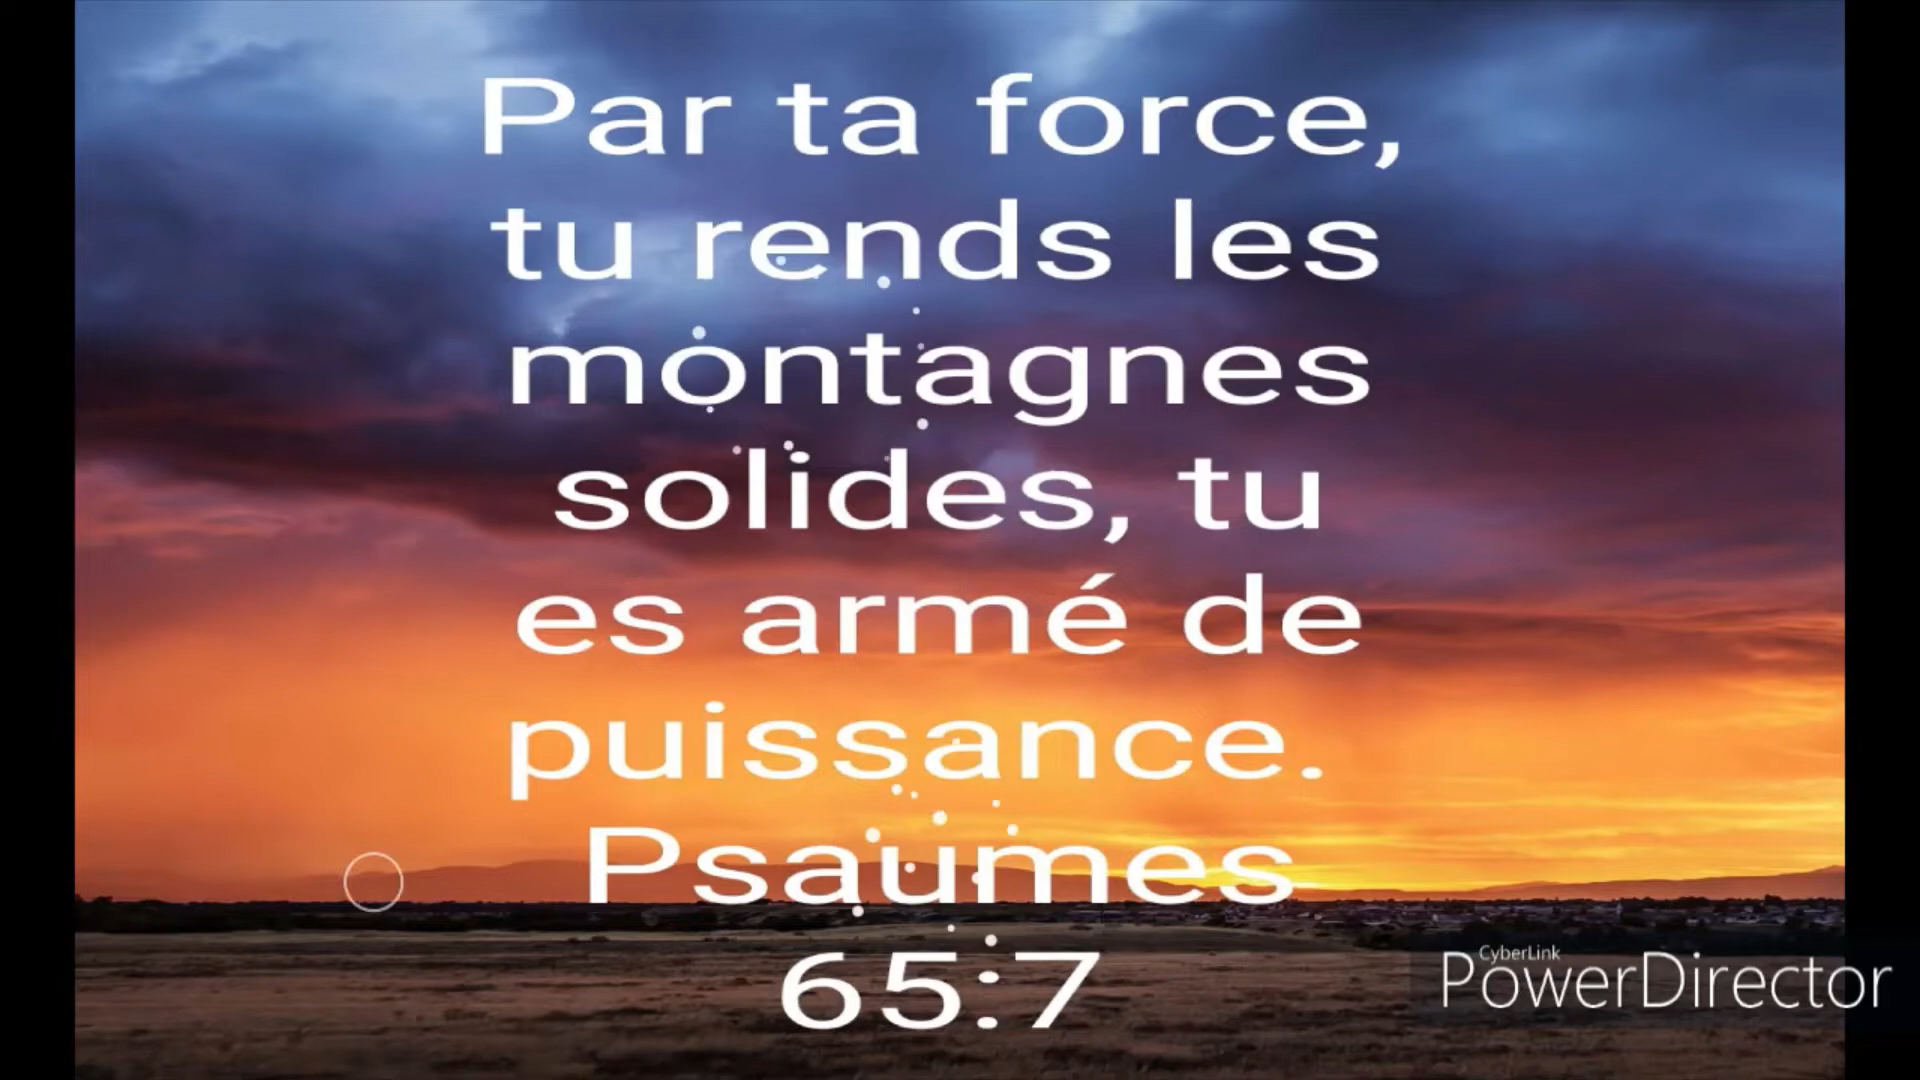 Par ta force,
tu rends les
montagnes
solides, tu
es armé de
puissance.
Psaumes
65:7
CyberLink
PowerDirector